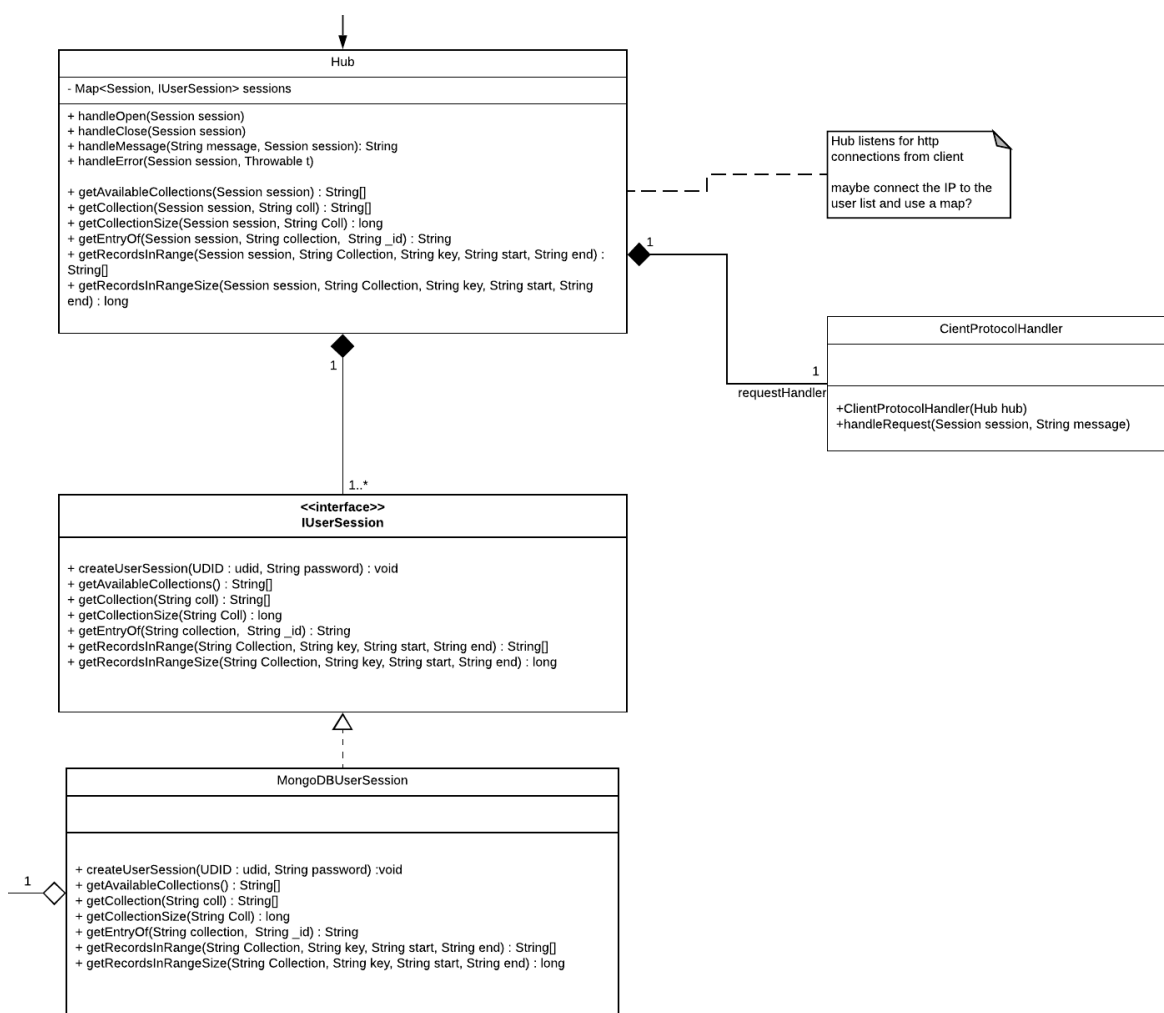 Hub
- Map<Session, IUserSession> sessions
+ handleOpen(Session session)
+ handleClose(Session session)
+ handleMessage(String message, Session session): String
+ handleError(Session session, Throwable t)
+ getAvailableCollections(Session session) : String[]
+ getCollection(Session session, String coll) : String[]
+ getCollectionSize(Session session, String Coll) : long
+ getEntryOf(Session session, String collection,  String _id) : String
+ getRecordsInRange(Session session, String Collection, String key, String start, String end) :
String[]
+ getRecordsInRangeSize(Session session, String Collection, String key, String start, String
end) : long
Hub listens for http
connections from client
maybe connect the IP to the
user list and use a map?
1
1
CientProtocolHandler
1
requestHandler
+ClientProtocolHandler(Hub hub)
+handleRequest(Session session, String message)
1..*
<<interface>>
IUserSession
+ createUserSession(UDID : udid, String password) : void
+ getAvailableCollections() : String[]
+ getCollection(String coll) : String[]
+ getCollectionSize(String Coll) : long
+ getEntryOf(String collection,  String _id) : String
+ getRecordsInRange(String Collection, String key, String start, String end) : String[]
+ getRecordsInRangeSize(String Collection, String key, String start, String end) : long
MongoDBUserSession
1
+ createUserSession(UDID : udid, String password) :void
+ getAvailableCollections() : String[]
+ getCollection(String coll) : String[]
+ getCollectionSize(String Coll) : long
+ getEntryOf(String collection,  String _id) : String
+ getRecordsInRange(String Collection, String key, String start, String end) : String[]
+ getRecordsInRangeSize(String Collection, String key, String start, String end) : long